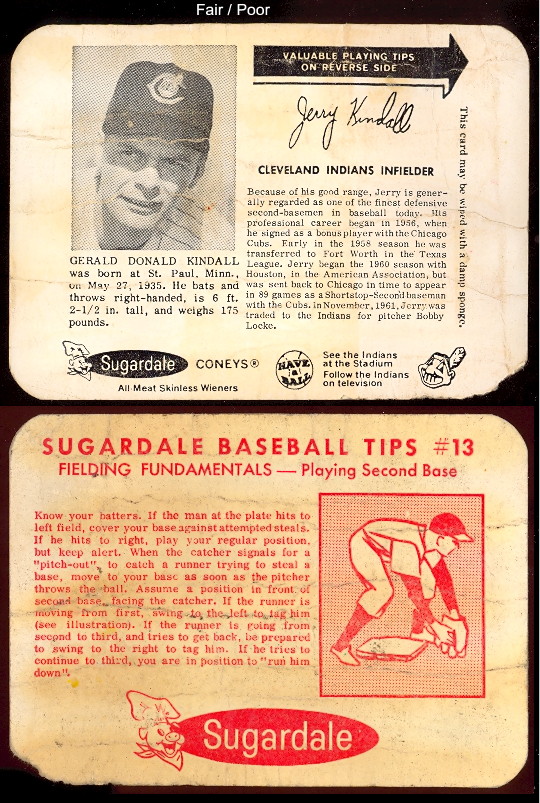 Fair / Poor
VALUABLE PLAYING TIPS
ON REVERSE SIDE
Jerry Kindall
This card may be wiped with a damp sponge.
CLEVELAND INDIANS INFIELDER
Because of his good range, Jerry is gener-
ally regarded as one of the finest defensive
second-basemen in baseball today. His
professional career began in 1956, when
he signed as a bonus player with the Chicago
Cubs. Early in the 1958 season he was
transferred to Fort Worth in the Texas
League. Jerry began the 1960 season with
Houston, in the American Association, but
was sent back to Chicago in time to appear
in 89 games as a Shortstop-Second baseman
with the Cubs. In November, 1961, Jerry was
traded to the Indians for pitcher Bobby
Locke.
GERALD DONALD KINDALL
was born at St. Paul, Minn.,
on May 27, 1935. He bats and
throws right-handed, is 6 ft.
2-1/2 in. tall, and weighs 175
pounds.
Sugardale CONEYS®
All-Meat Skinless Wieners
HAVE
a
BALL
See the Indians
at the Stadium
Follow the Indians
on television
SUGARDALE BASEBALL TIPS #13
FIELDING FUNDAMENTALS — Playing Second Base
Know your batters. If the man at the plate hits to
left field, cover your base against attempted steals.
If he hits to right, play your regular position,
but keep alert. When the catcher signals for a
"pitch-out", to catch a runner trying to steal a
base, move to your base as soon as the pitcher
throws the ball. Assume a position in front of
second base, facing the catcher. If the runner is
moving from first, swing to the left to tag him
(see illustration). If the runner is going from
second to third, and tries to get back, be prepared
to swing to the right to tag him. If he tries to
continue to third, you are in position to "run him
down".
Sugardale